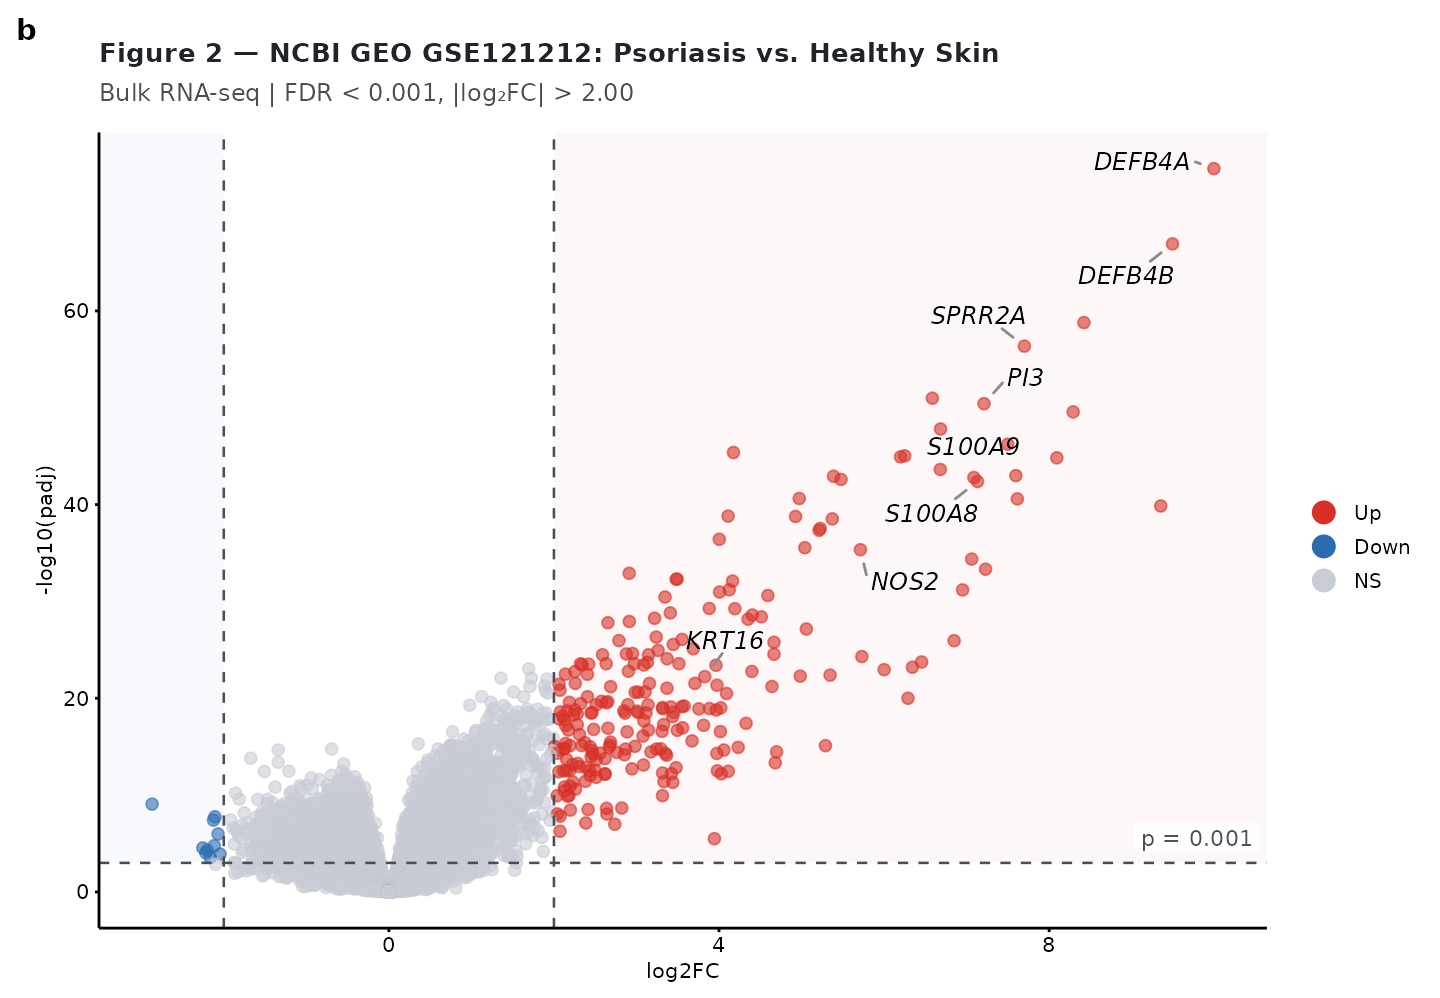 b
Figure 2 — NCBI GEO GSE121212: Psoriasis vs. Healthy Skin
Bulk RNA-seq | FDR < 0.001, |log₂FC| > 2.00
DEFB4A
DEFB4B
SPRR2A
PI3
S100A9
S100A8
NOS2
KRT16
p = 0.001
60
40
20
0
-log10(padj)
0
4
8
log2FC
Up
Down
NS